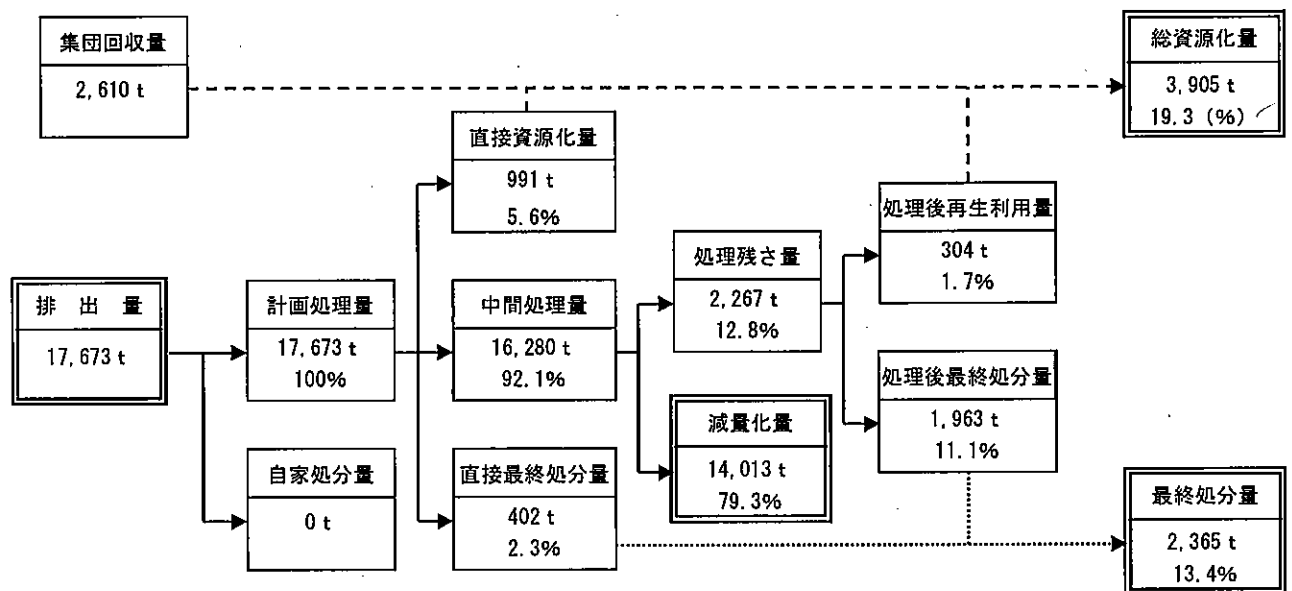 集団回収量
2,610 t
総資源化量
3,905 t
19.3 (%)
直接資源化量
991 t
5.6%
処理後再生利用量
304 t
1.7%
処理残さ量
2,267 t
12.8%
排 出 量
17,673 t
計画処理量
17,673 t
100%
中間処理量
16,280 t
92.1%
処理後最終処分量
1,963 t
11.1%
減量化量
14,013 t
79.3%
自家処分量
0 t
直接最終処分量
402 t
2.3%
最終処分量
2,365 t
13.4%